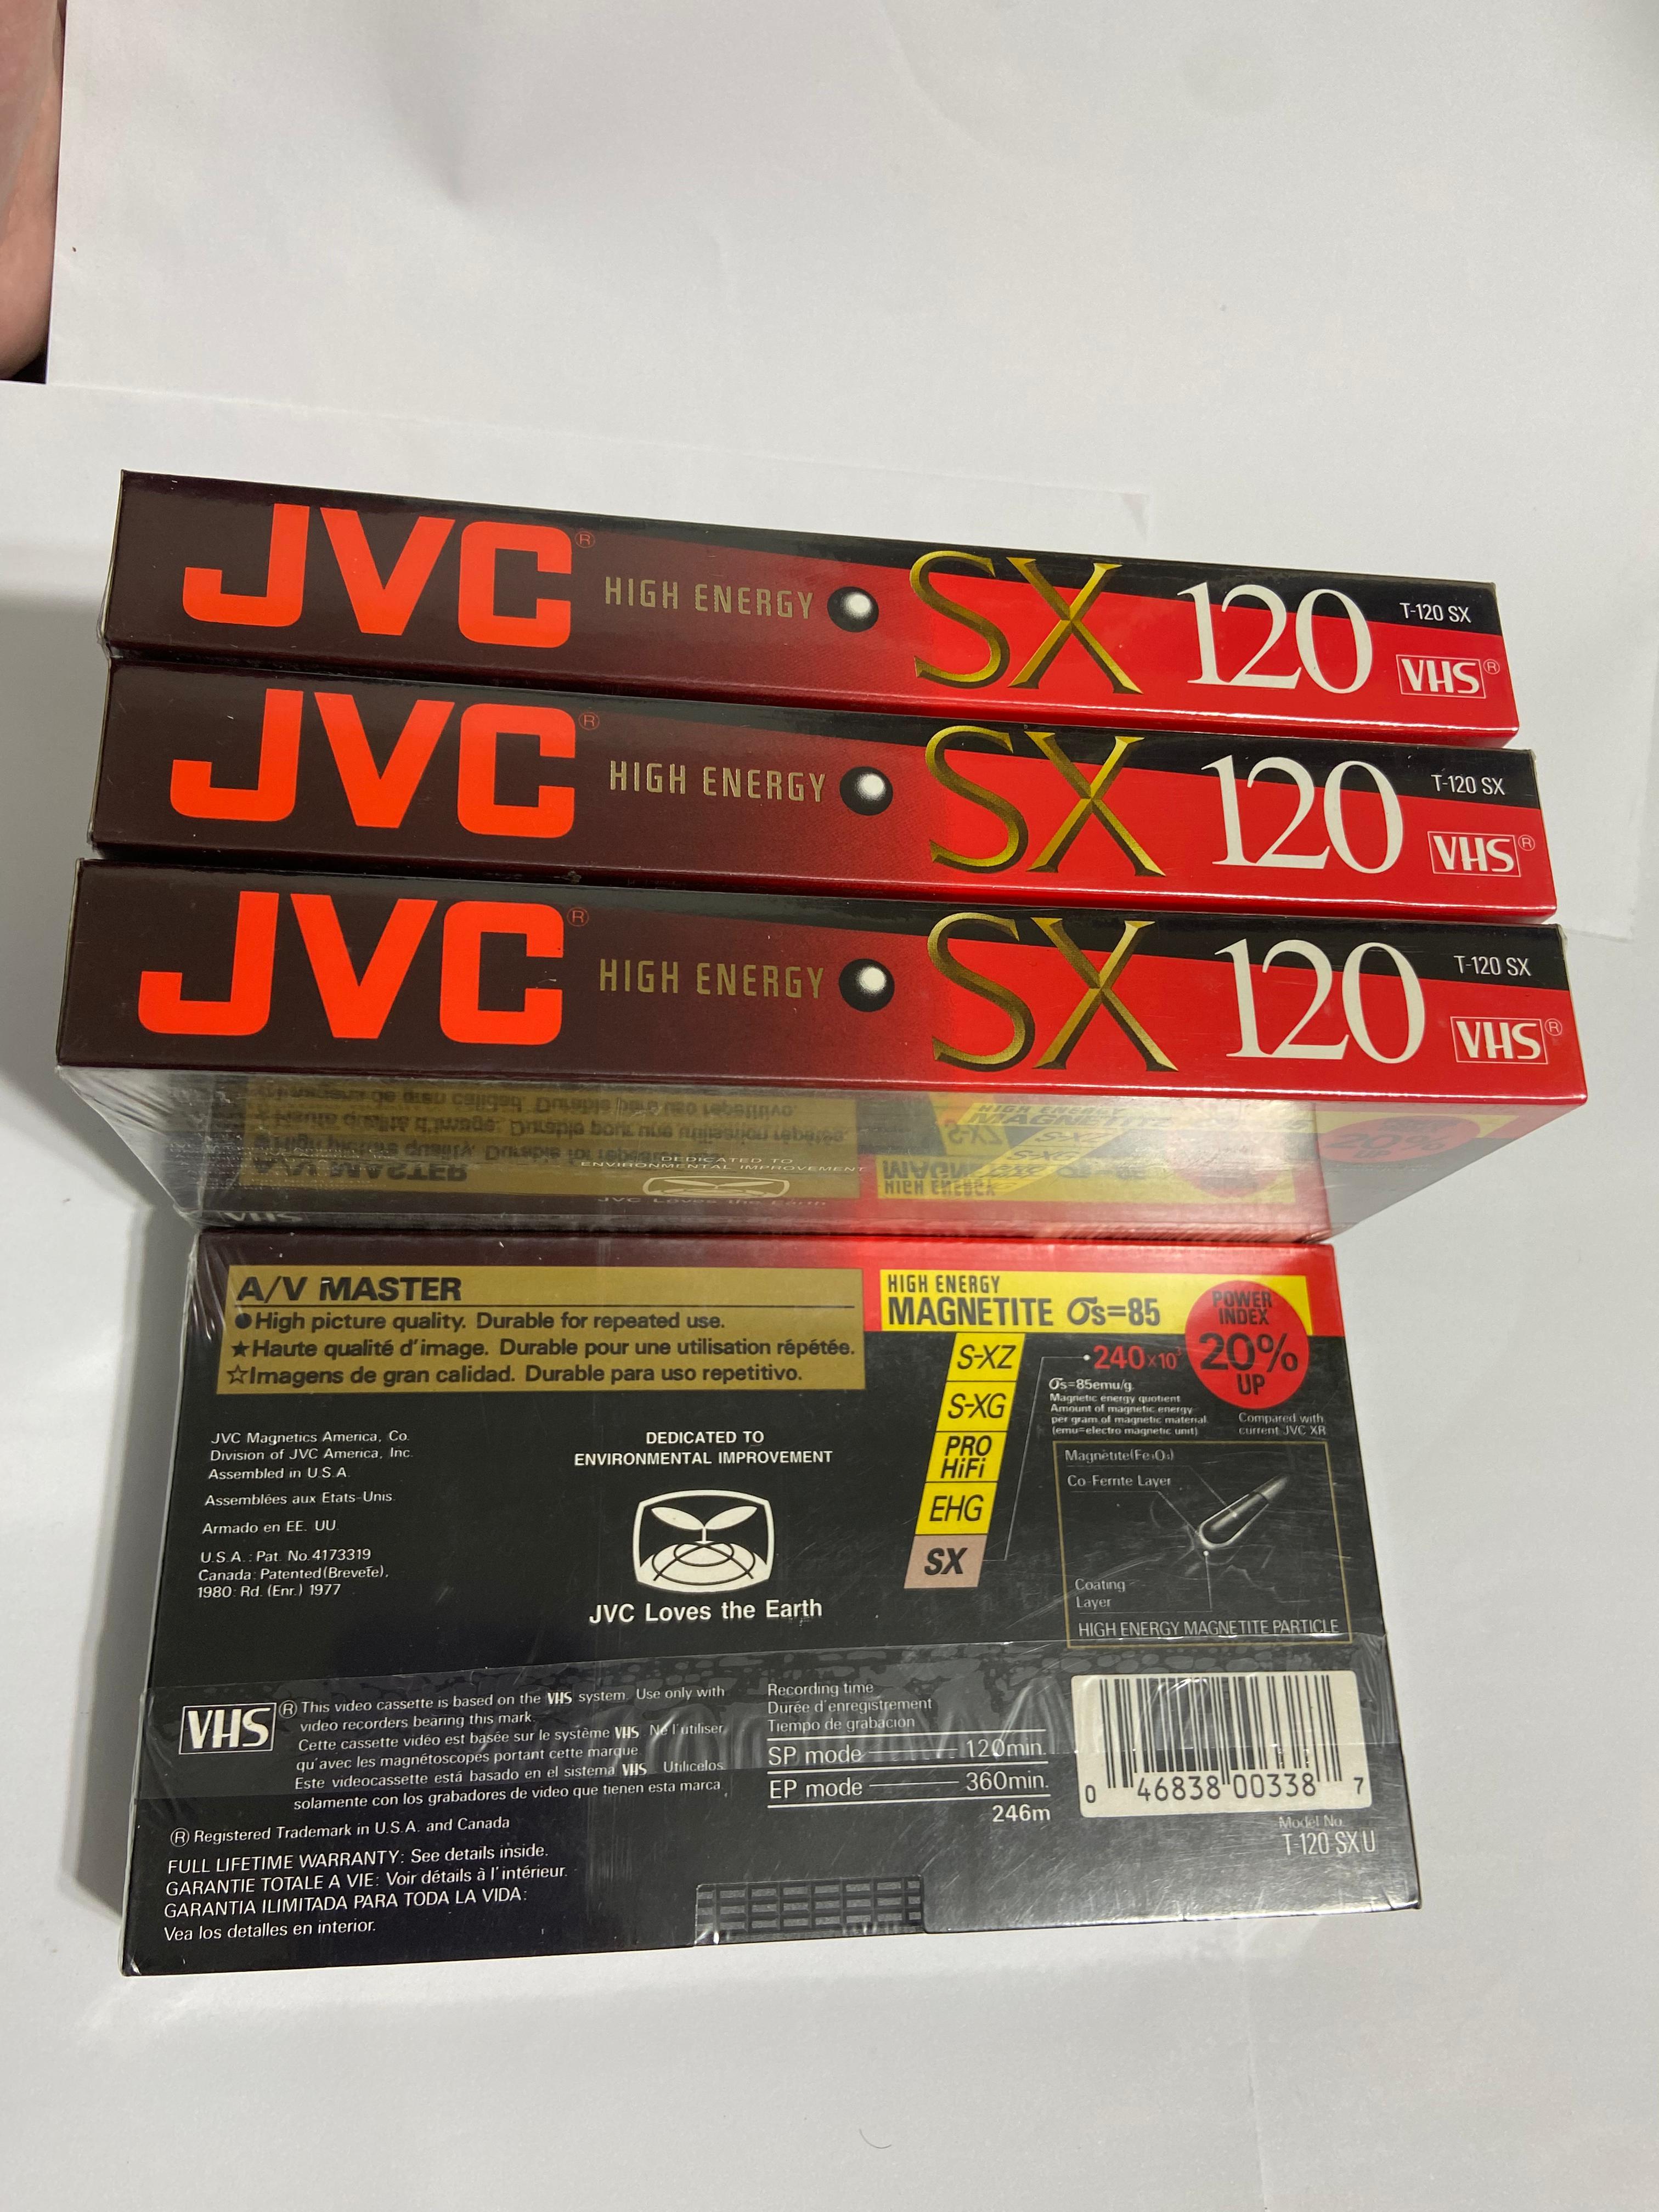 JVC®
HIGH ENERGY
SX 120
T-120 SX
VHS®
JVC®
HIGH ENERGY
SX 120
T-120 SX
VHS®
JVC®
HIGH ENERGY
SX 120
T-120 SX
VHS®
DEDICATED TO
ENVIRONMENTAL IMPROVEMENT
JVC Loves the Earth
A/V MASTER
●High picture quality. Durable for repeated use.
★Haute qualité d'image. Durable pour une utilisation répétée.
☆Imagens de gran calidad. Durable para uso repetitivo.
HIGH ENERGY
MAGNETITE σs=85
POWER
INDEX
20%
UP
Compared with
current JVC XR
S-XZ
S-XG
PRO
HiFi
EHG
SX
•240×10³
σs=85emu/g.
Magnetic energy quotient
Amount of magnetic energy
per gram of magnetic material
(emu=electro magnetic unit)
Magnetite(Fe₃O₄)
Co-Ferrite Layer
Coating
Layer
HIGH ENERGY MAGNETITE PARTICLE
JVC Magnetics America, Co.
Division of JVC America, Inc.
Assembled in U.S.A.
Assemblées aux Etats-Unis.
Armado en EE. UU.
U.S.A.: Pat. No.4173319
Canada: Patented(Breveté),
1980: Rd. (Enr.) 1977
DEDICATED TO
ENVIRONMENTAL IMPROVEMENT
JVC Loves the Earth
VHS®
This video cassette is based on the VHS system. Use only with
video recorders bearing this mark.
Cette cassette vidéo est basée sur le système VHS. Ne l'utiliser
qu'avec les magnétoscopes portant cette marque
Este videocassette está basado en el sistema VHS. Utilicelos
solamente con los grabadores de video que tienen esta marca
Recording time
Durée d'enregistrement
Tiempo de grabación
SP mode 120min.
EP mode 360min.
246m
0 46838 00338 7
Model No.
T-120 SX U
® Registered Trademark in U.S.A. and Canada
FULL LIFETIME WARRANTY: See details inside.
GARANTIE TOTALE A VIE: Voir détails à l'intérieur.
GARANTIA ILIMITADA PARA TODA LA VIDA:
Vea los detalles en interior.